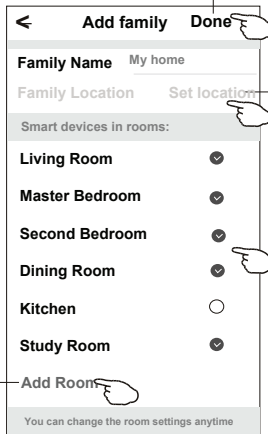 Add family Done
Family Name My home
Family Location Set location
Smart devices in rooms:
Living Room
Master Bedroom
Second Bedroom
Dining Room
Kitchen
Study Room
Add Room
You can change the room settings anytime